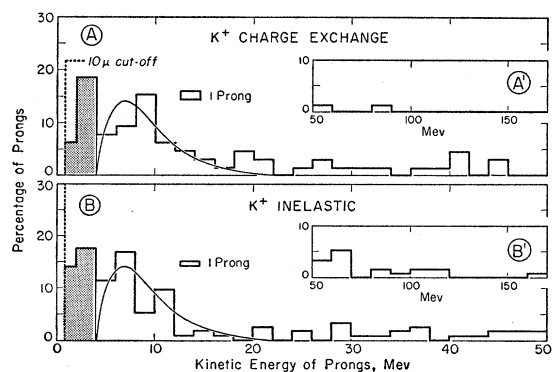 30
A
K+ CHARGE EXCHANGE
10μ cut-off
20
10
0
1 Prong
10
0
50
100
150
Mev
A'
Percentage of Prongs
30
B
K+ INELASTIC
20
10
0
1 Prong
10
0
50
100
150
Mev
B'
0
10
20
30
40
50
Kinetic Energy of Prongs, Mev